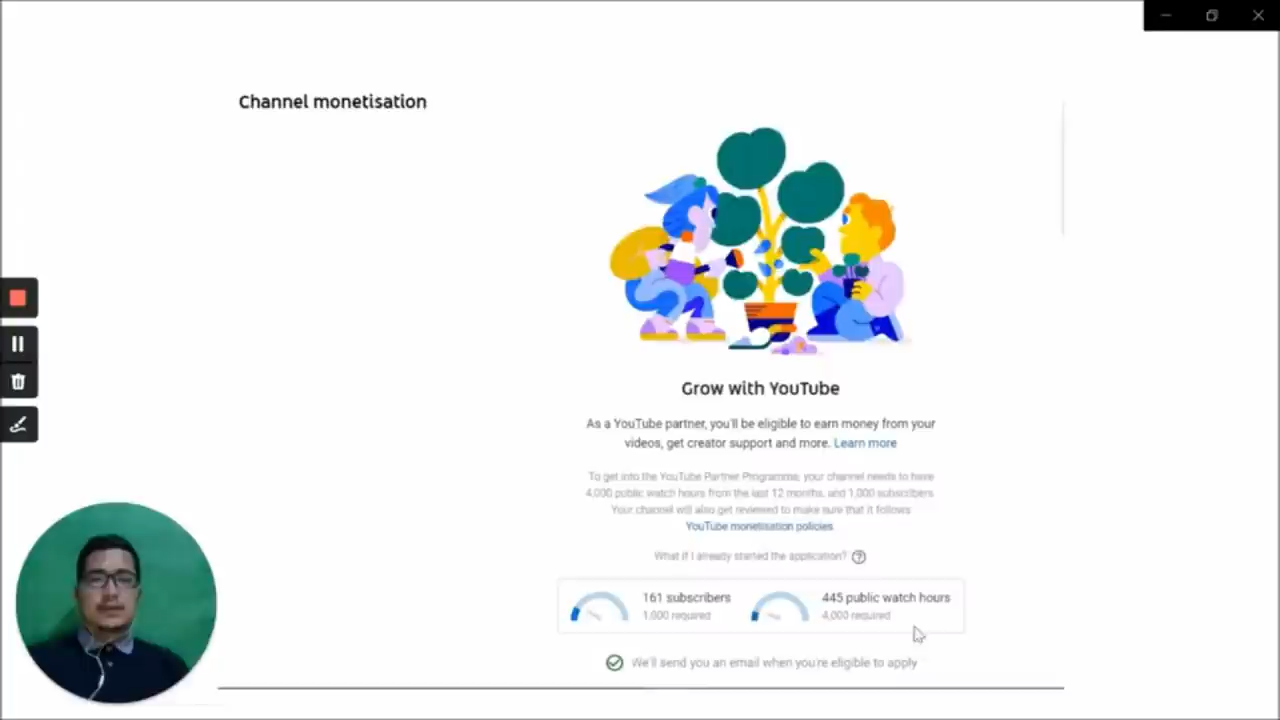 Channel monetisation
Grow with YouTube
As a YouTube partner, you'll be eligible to earn money from your
videos, get creator support and more. Learn more
To get into the YouTube Partner Programme, your channel needs to have
4,000 public watch hours from the last 12 months, and 1,000 subscribers
Your channel will also get reviewed to make sure that it follows
YouTube monetisation policies
What if I already started the application? ?
161 subscribers
1,000 required
445 public watch hours
4,000 required
We'll send you an email when you're eligible to apply